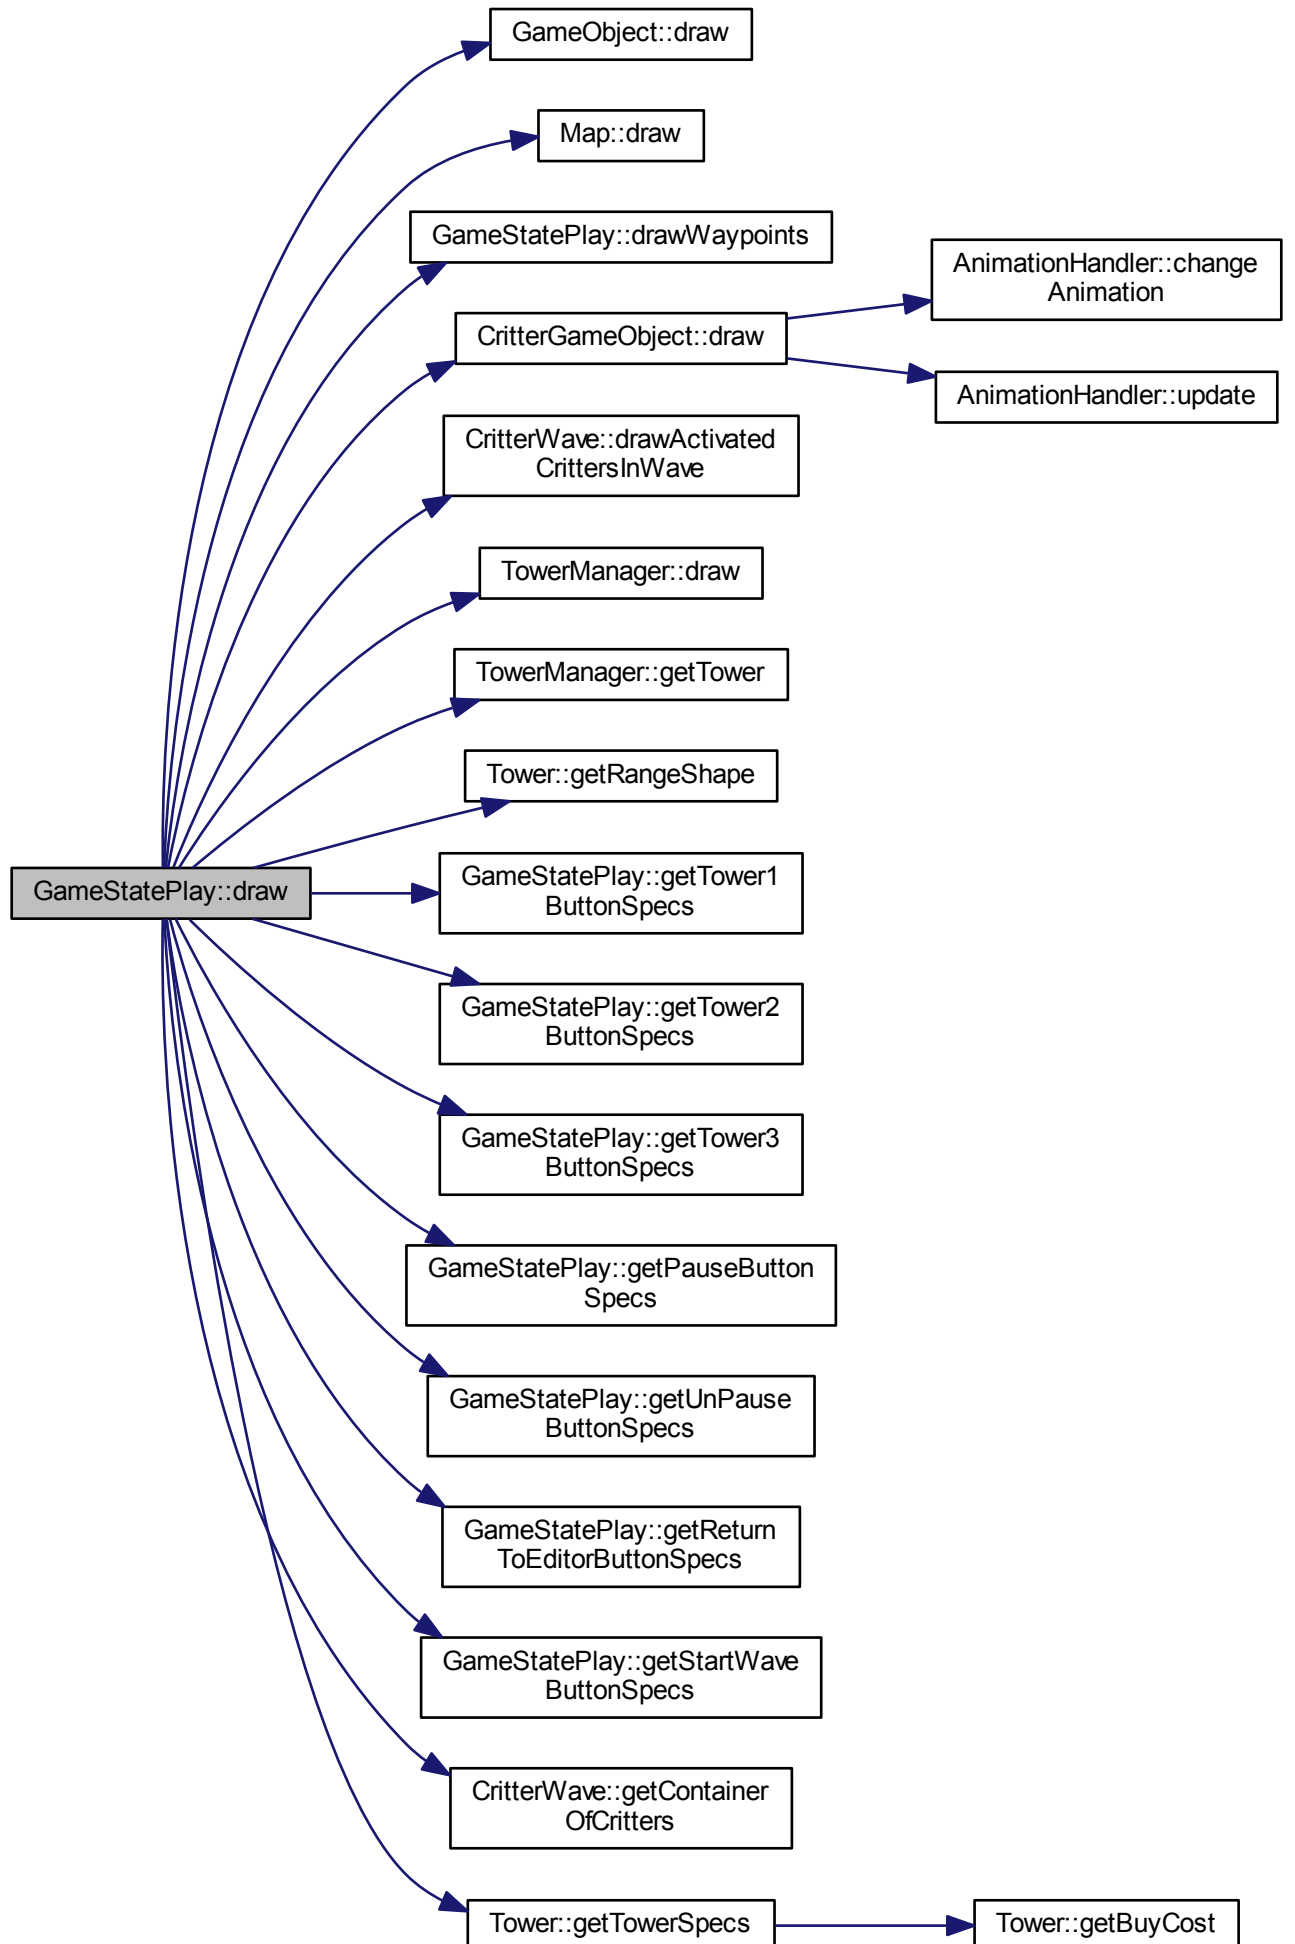 GameObject::draw
Map::draw
GameStatePlay::drawWaypoints
AnimationHandler::change
Animation
CritterGameObject::draw
AnimationHandler::update
CritterWave::drawActivated
CrittersInWave
TowerManager::draw
TowerManager::getTower
Tower::getRangeShape
GameStatePlay::draw
GameStatePlay::getTower1
ButtonSpecs
GameStatePlay::getTower2
ButtonSpecs
GameStatePlay::getTower3
ButtonSpecs
GameStatePlay::getPauseButton
Specs
GameStatePlay::getUnPause
ButtonSpecs
GameStatePlay::getReturn
ToEditorButtonSpecs
GameStatePlay::getStartWave
ButtonSpecs
CritterWave::getContainer
OfCritters
Tower::getTowerSpecs
Tower::getBuyCost